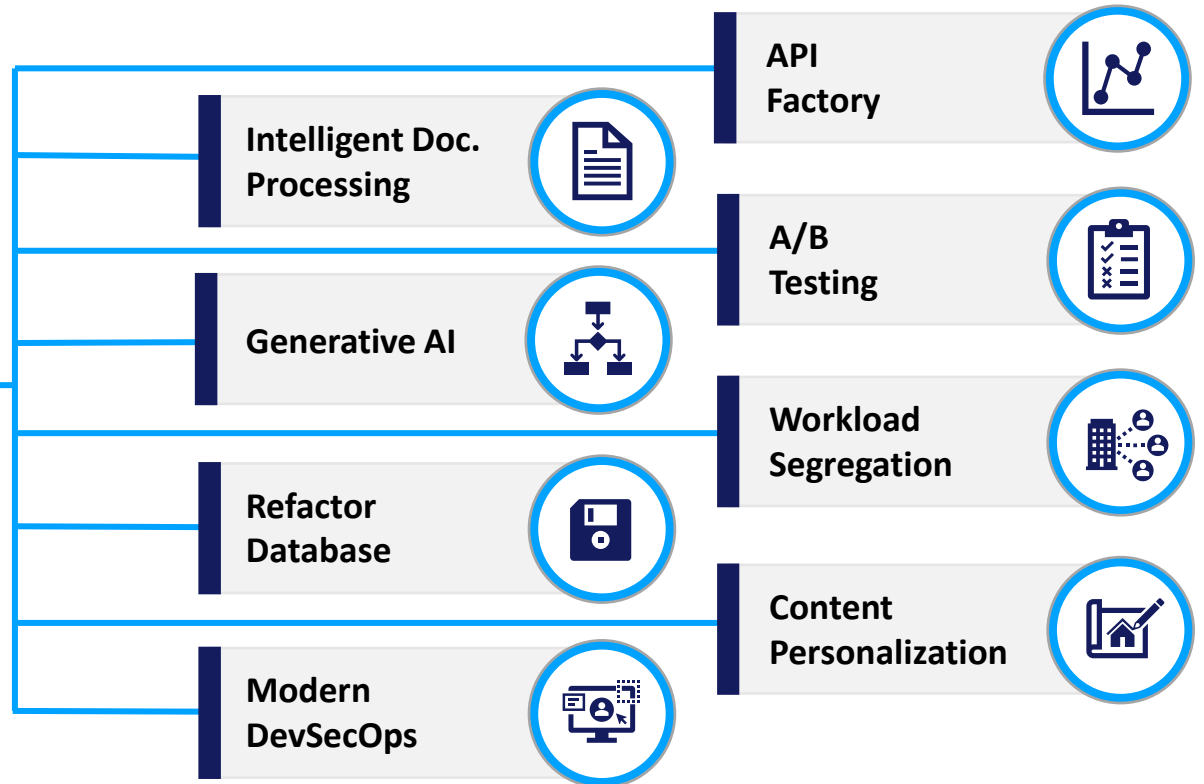 API
Factory
Intelligent Doc.
Processing
A/B
Testing
Generative AI
Workload
Segregation
Refactor
Database
Content
Personalization
Modern
DevSecOps